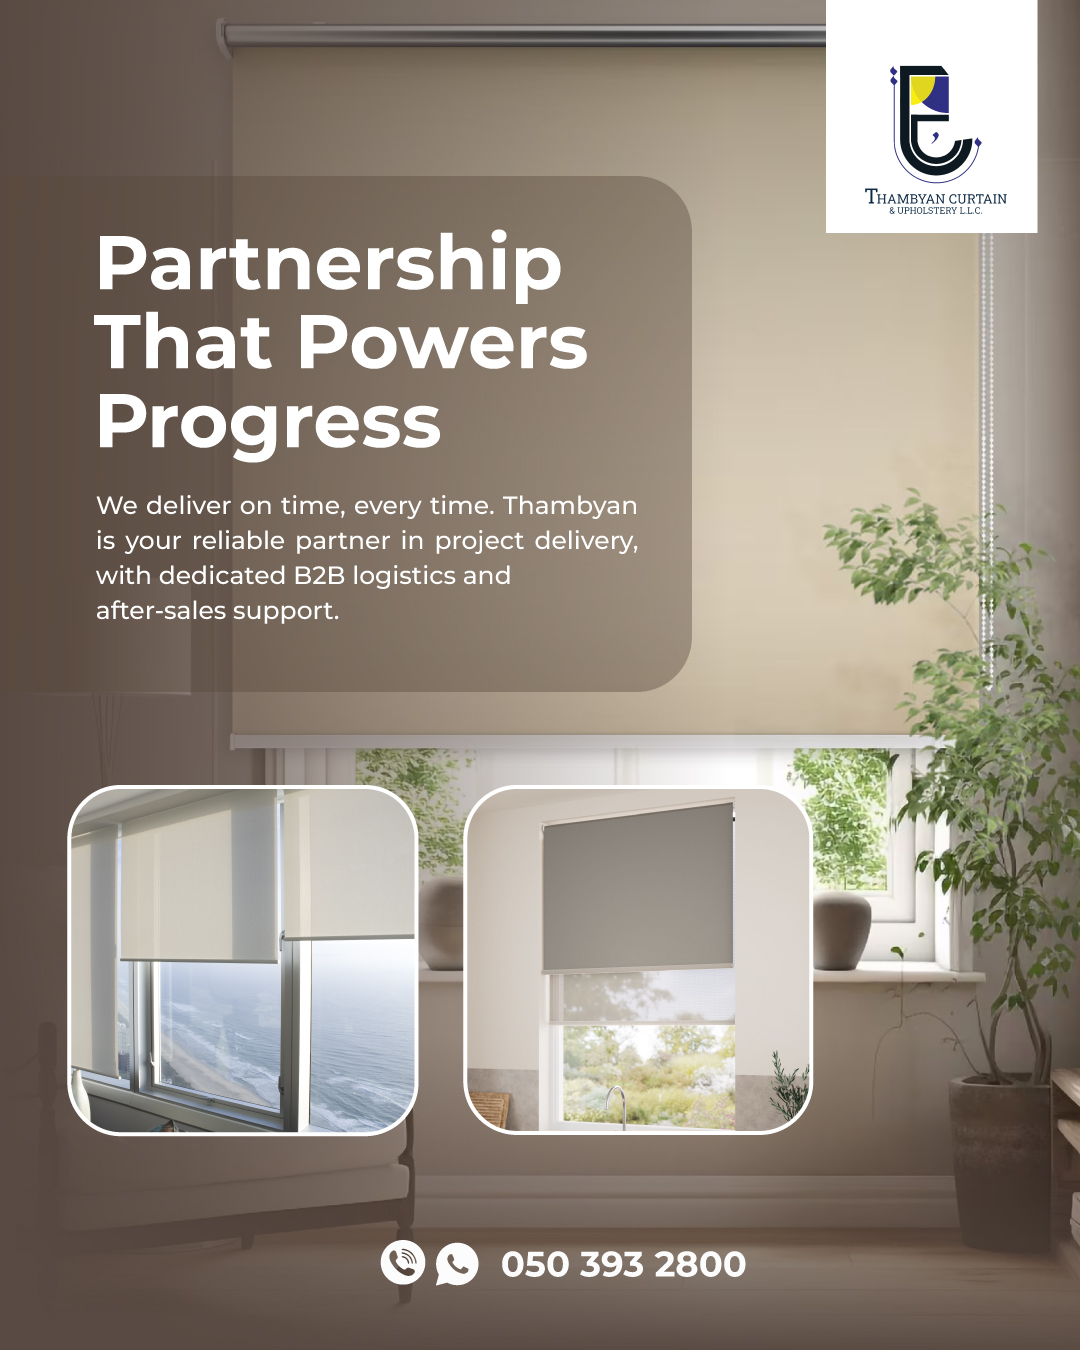 THAMBYAN CURTAIN
& UPHOLSTERY L.L.C.
Partnership
That Powers
Progress
We deliver on time, every time. Thambyan
is your reliable partner in project delivery,
with dedicated B2B logistics and
after-sales support.
050 393 2800